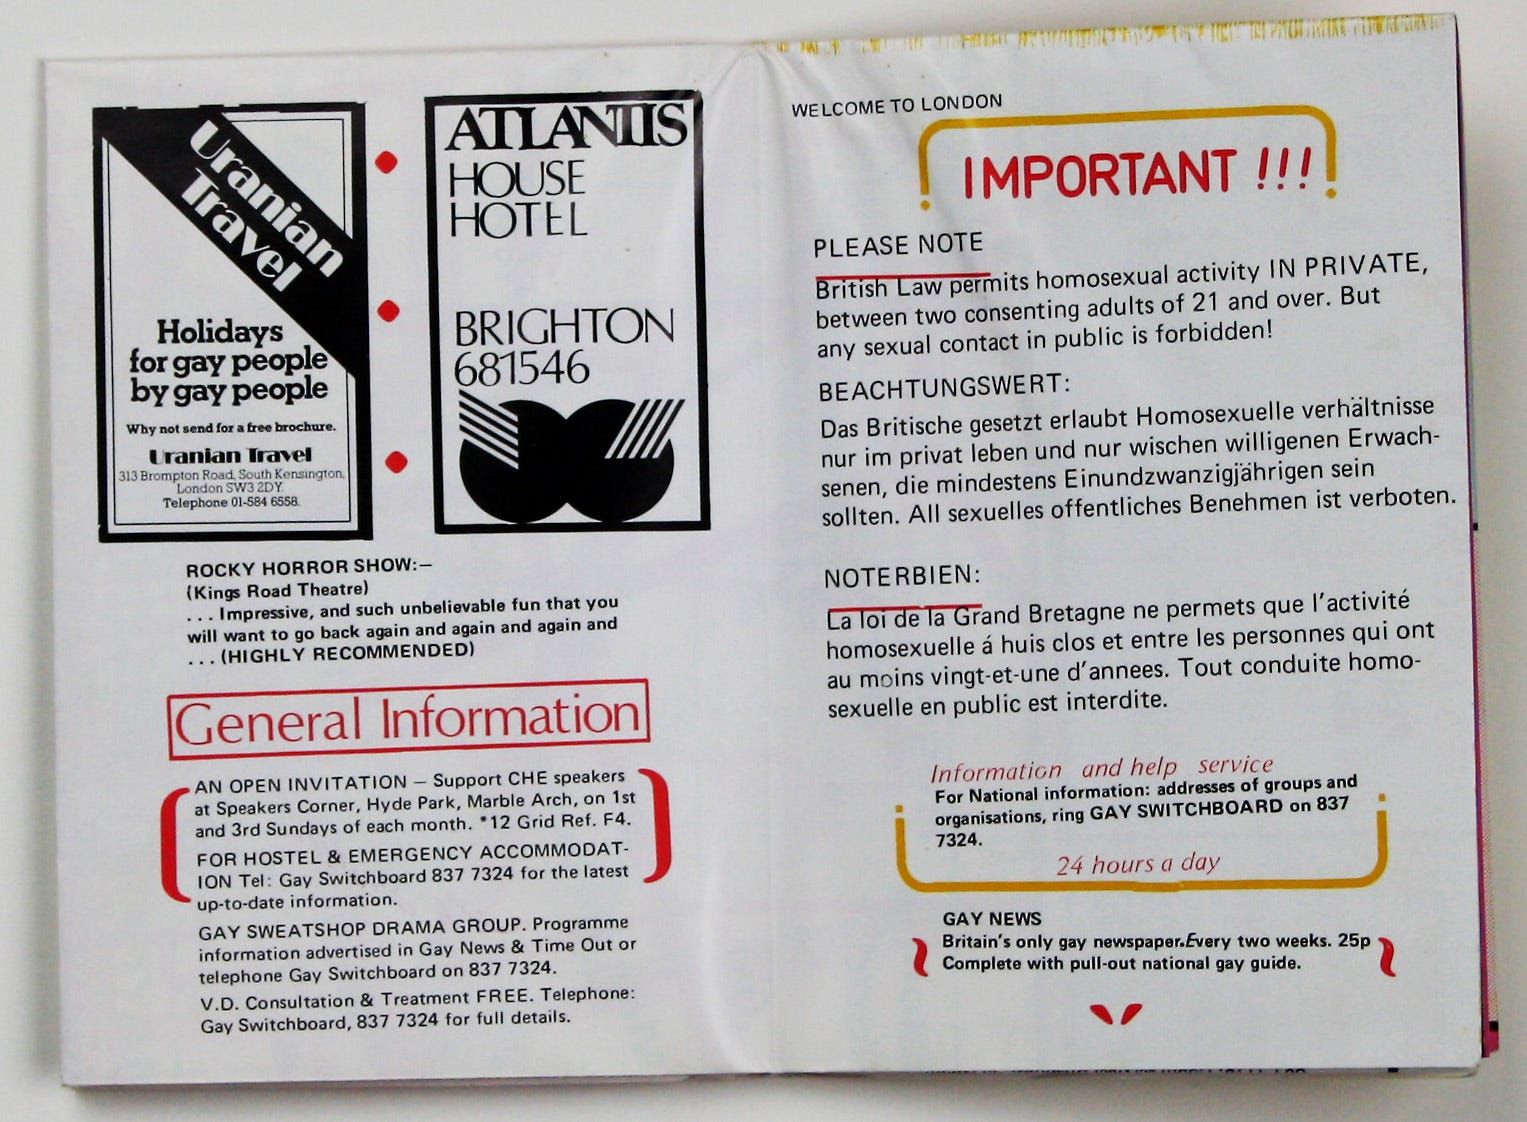 Uranian
Travel
Holidays
for gay people
by gay people
Why not send for a free brochure.
Uranian Travel
313 Brompton Road, South Kensington,
London SW3 2DY.
Telephone 01-584 6558.
ATLANTIS
HOUSE
HOTEL
BRIGHTON
681546
ROCKY HORROR SHOW:—
(Kings Road Theatre)
. . . Impressive, and such unbelievable fun that you
will want to go back again and again and again and
. . . (HIGHLY RECOMMENDED)
General Information
AN OPEN INVITATION — Support CHE speakers
at Speakers Corner, Hyde Park, Marble Arch, on 1st
and 3rd Sundays of each month. *12 Grid Ref. F4.
FOR HOSTEL & EMERGENCY ACCOMMODAT-
ION Tel: Gay Switchboard 837 7324 for the latest
up-to-date information.
GAY SWEATSHOP DRAMA GROUP. Programme
information advertised in Gay News & Time Out or
telephone Gay Switchboard on 837 7324.
V.D. Consultation & Treatment FREE. Telephone:
Gay Switchboard, 837 7324 for full details.
WELCOME TO LONDON
IMPORTANT !!!
PLEASE NOTE
British Law permits homosexual activity IN PRIVATE,
between two consenting adults of 21 and over. But
any sexual contact in public is forbidden!
BEACHTUNGSWERT:
Das Britische gesetzt erlaubt Homosexuelle verhältnisse
nur im privat leben und nur wischen willigenen Erwach-
senen, die mindestens Einundzwanzigjährigen sein
sollten. All sexuelles offentliches Benehmen ist verboten.
NOTERBIEN:
La loi de la Grand Bretagne ne permets que l'activité
homosexuelle á huis clos et entre les personnes qui ont
au moins vingt-et-une d'annees. Tout conduite homo-
sexuelle en public est interdite.
Information and help service
For National information: addresses of groups and
organisations, ring GAY SWITCHBOARD on 837
7324.
24 hours a day
GAY NEWS
Britain's only gay newspaper.Every two weeks. 25p
Complete with pull-out national gay guide.